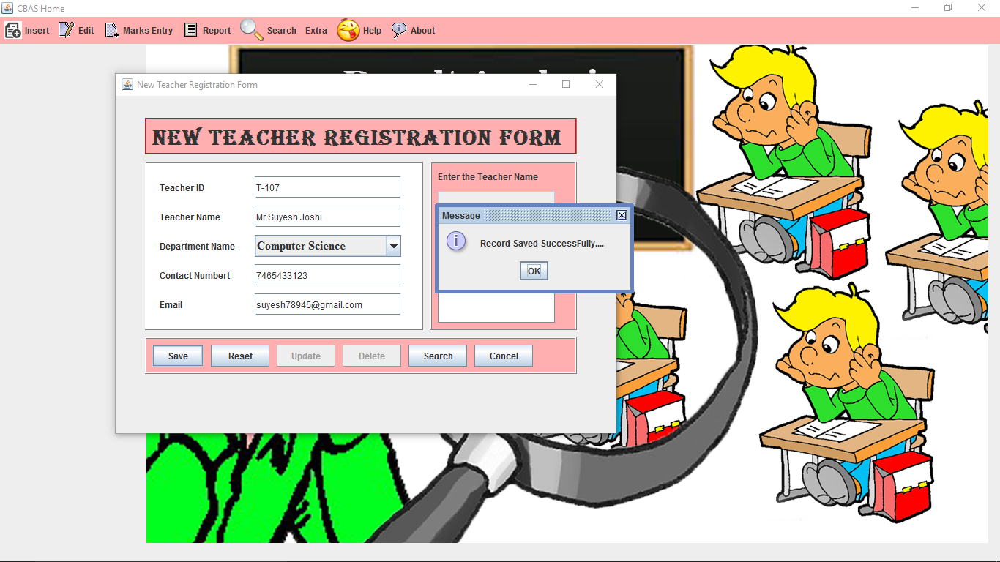 CBAS Home
Insert Edit Marks Entry Report Search Extra Help About
New Teacher Registration Form
NEW TEACHER REGISTRATION FORM
Teacher ID T-107
Teacher Name Mr.Suyesh Joshi
Department Name Computer Science
Contact Numbert 7465433123
Email suyesh78945@gmail.com
Enter the Teacher Name
Message
Record Saved SuccessFully....
OK
Save Reset Update Delete Search Cancel